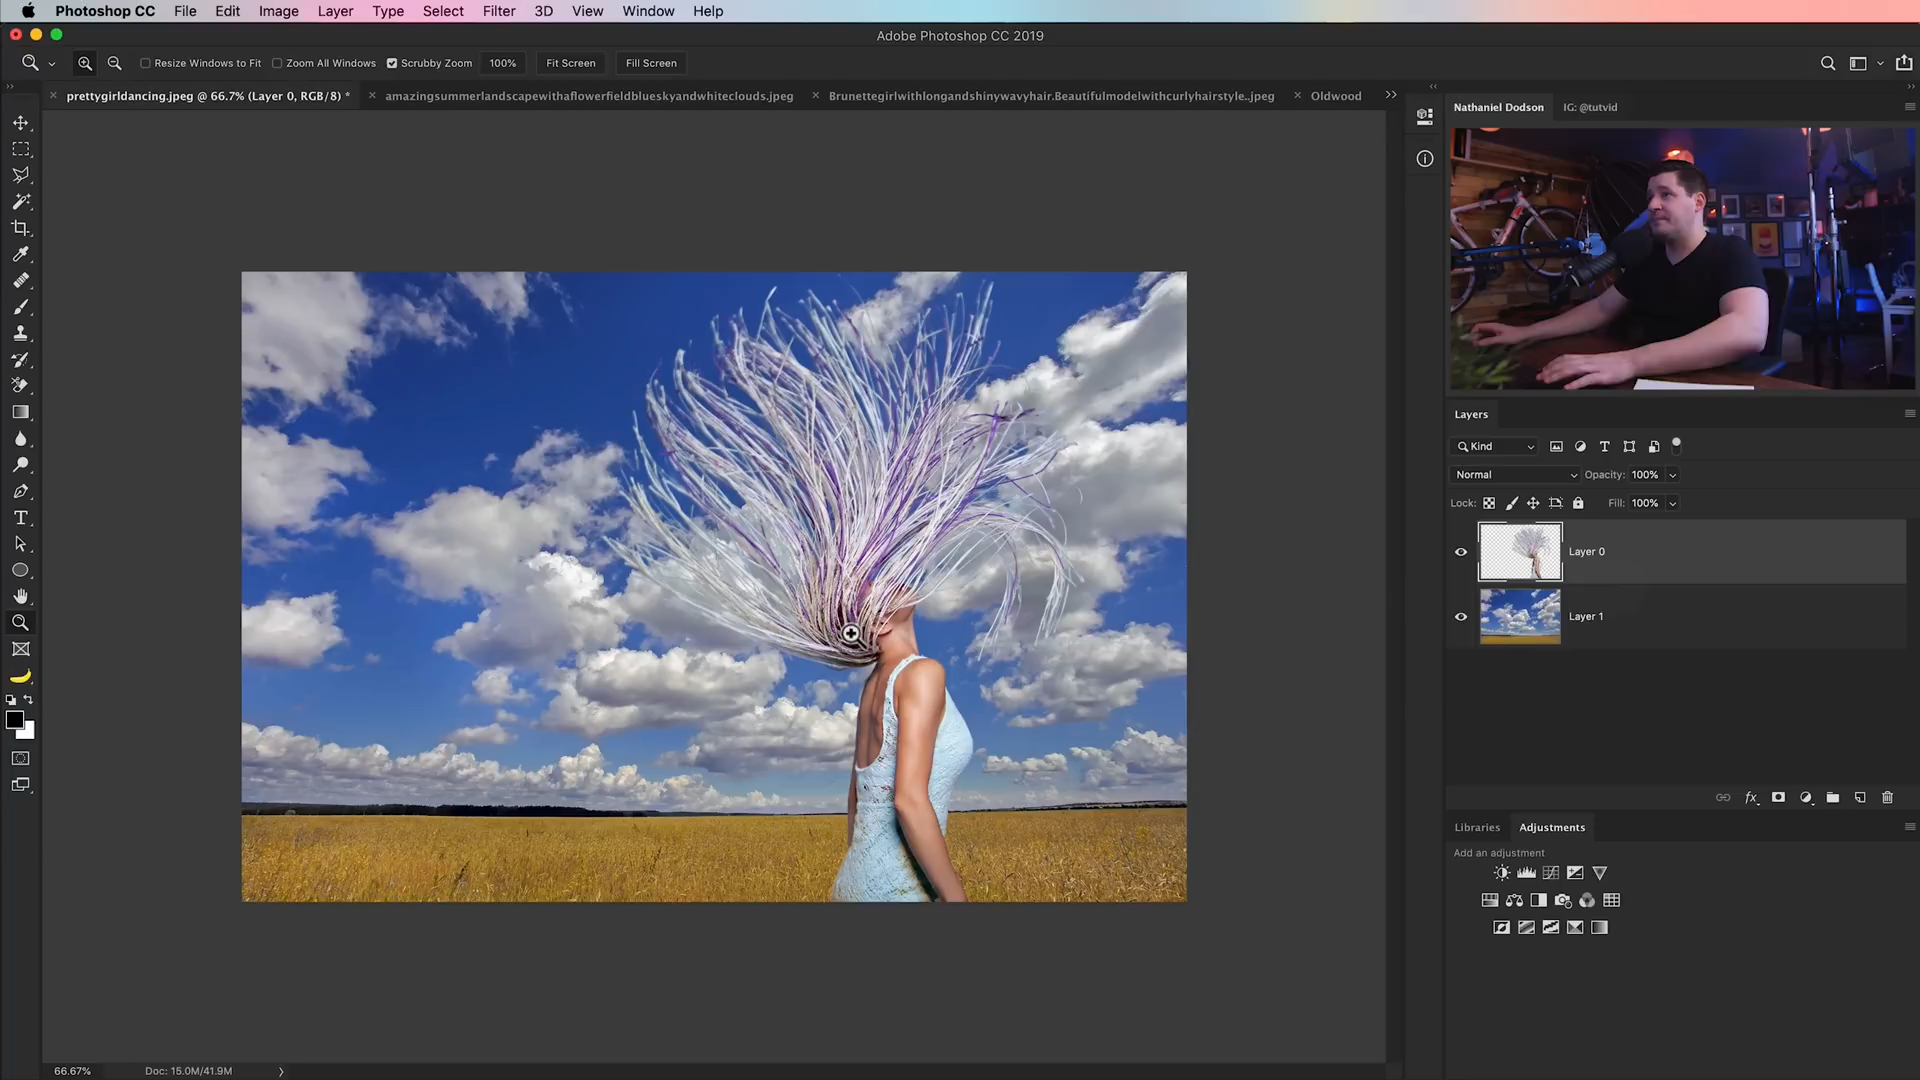 Photoshop CC File Edit Image Layer Type Select Filter 3D View Window Help
Adobe Photoshop CC 2019
Resize Windows to Fit Zoom All Windows Scrubby Zoom 100% Fit Screen Fill Screen
prettygirldancing.jpeg @ 66.7% (Layer 0, RGB/8) * amazingsummerlandscapewithaflowerfieldblueskyandwhiteclouds.jpeg Brunettegirlwithlongandshinywavyhair.Beautifulmodelwithcurlyhairstyle..jpeg Oldwood
Nathaniel Dodson IG: @tutvid
Layers
Kind
Normal Opacity: 100%
Lock: Fill: 100%
Layer 0
Layer 1
fx
Libraries Adjustments
Add an adjustment
66.67% Doc: 15.0M/41.9M